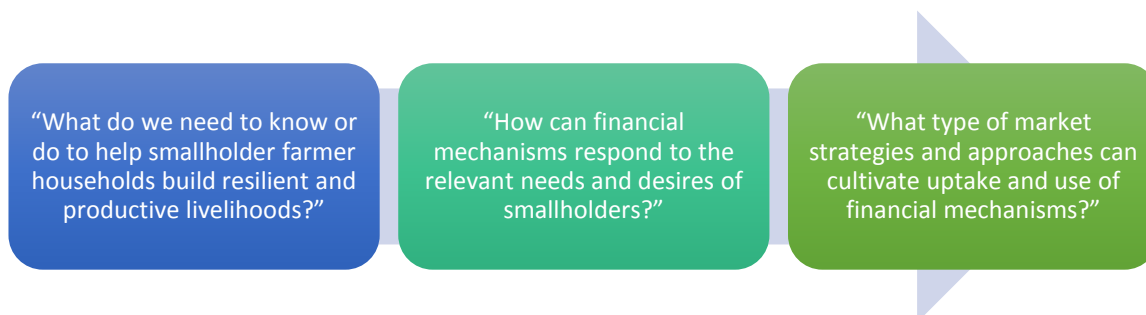 “What do we need to know or
do to help smallholder farmer
households build resilient and
productive livelihoods?”
“How can financial
mechanisms respond to the
relevant needs and desires of
smallholders?”
“What type of market
strategies and approaches can
cultivate uptake and use of
financial mechanisms?”